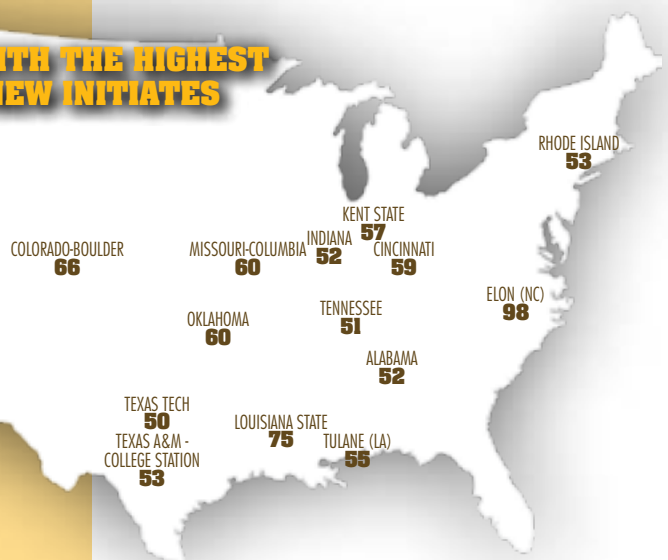 ITH THE HIGHEST
NEW INITIATES
RHODE ISLAND
53
KENT STATE
57
COLORADO-BOULDER
66
MISSOURI-COLUMBIA
60
INDIANA
52
CINCINNATI
59
ELON (NC)
98
OKLAHOMA
60
TENNESSEE
51
ALABAMA
52
TEXAS TECH
50
TEXAS A&M -
COLLEGE STATION
53
LOUISIANA STATE
75
TULANE (LA)
55